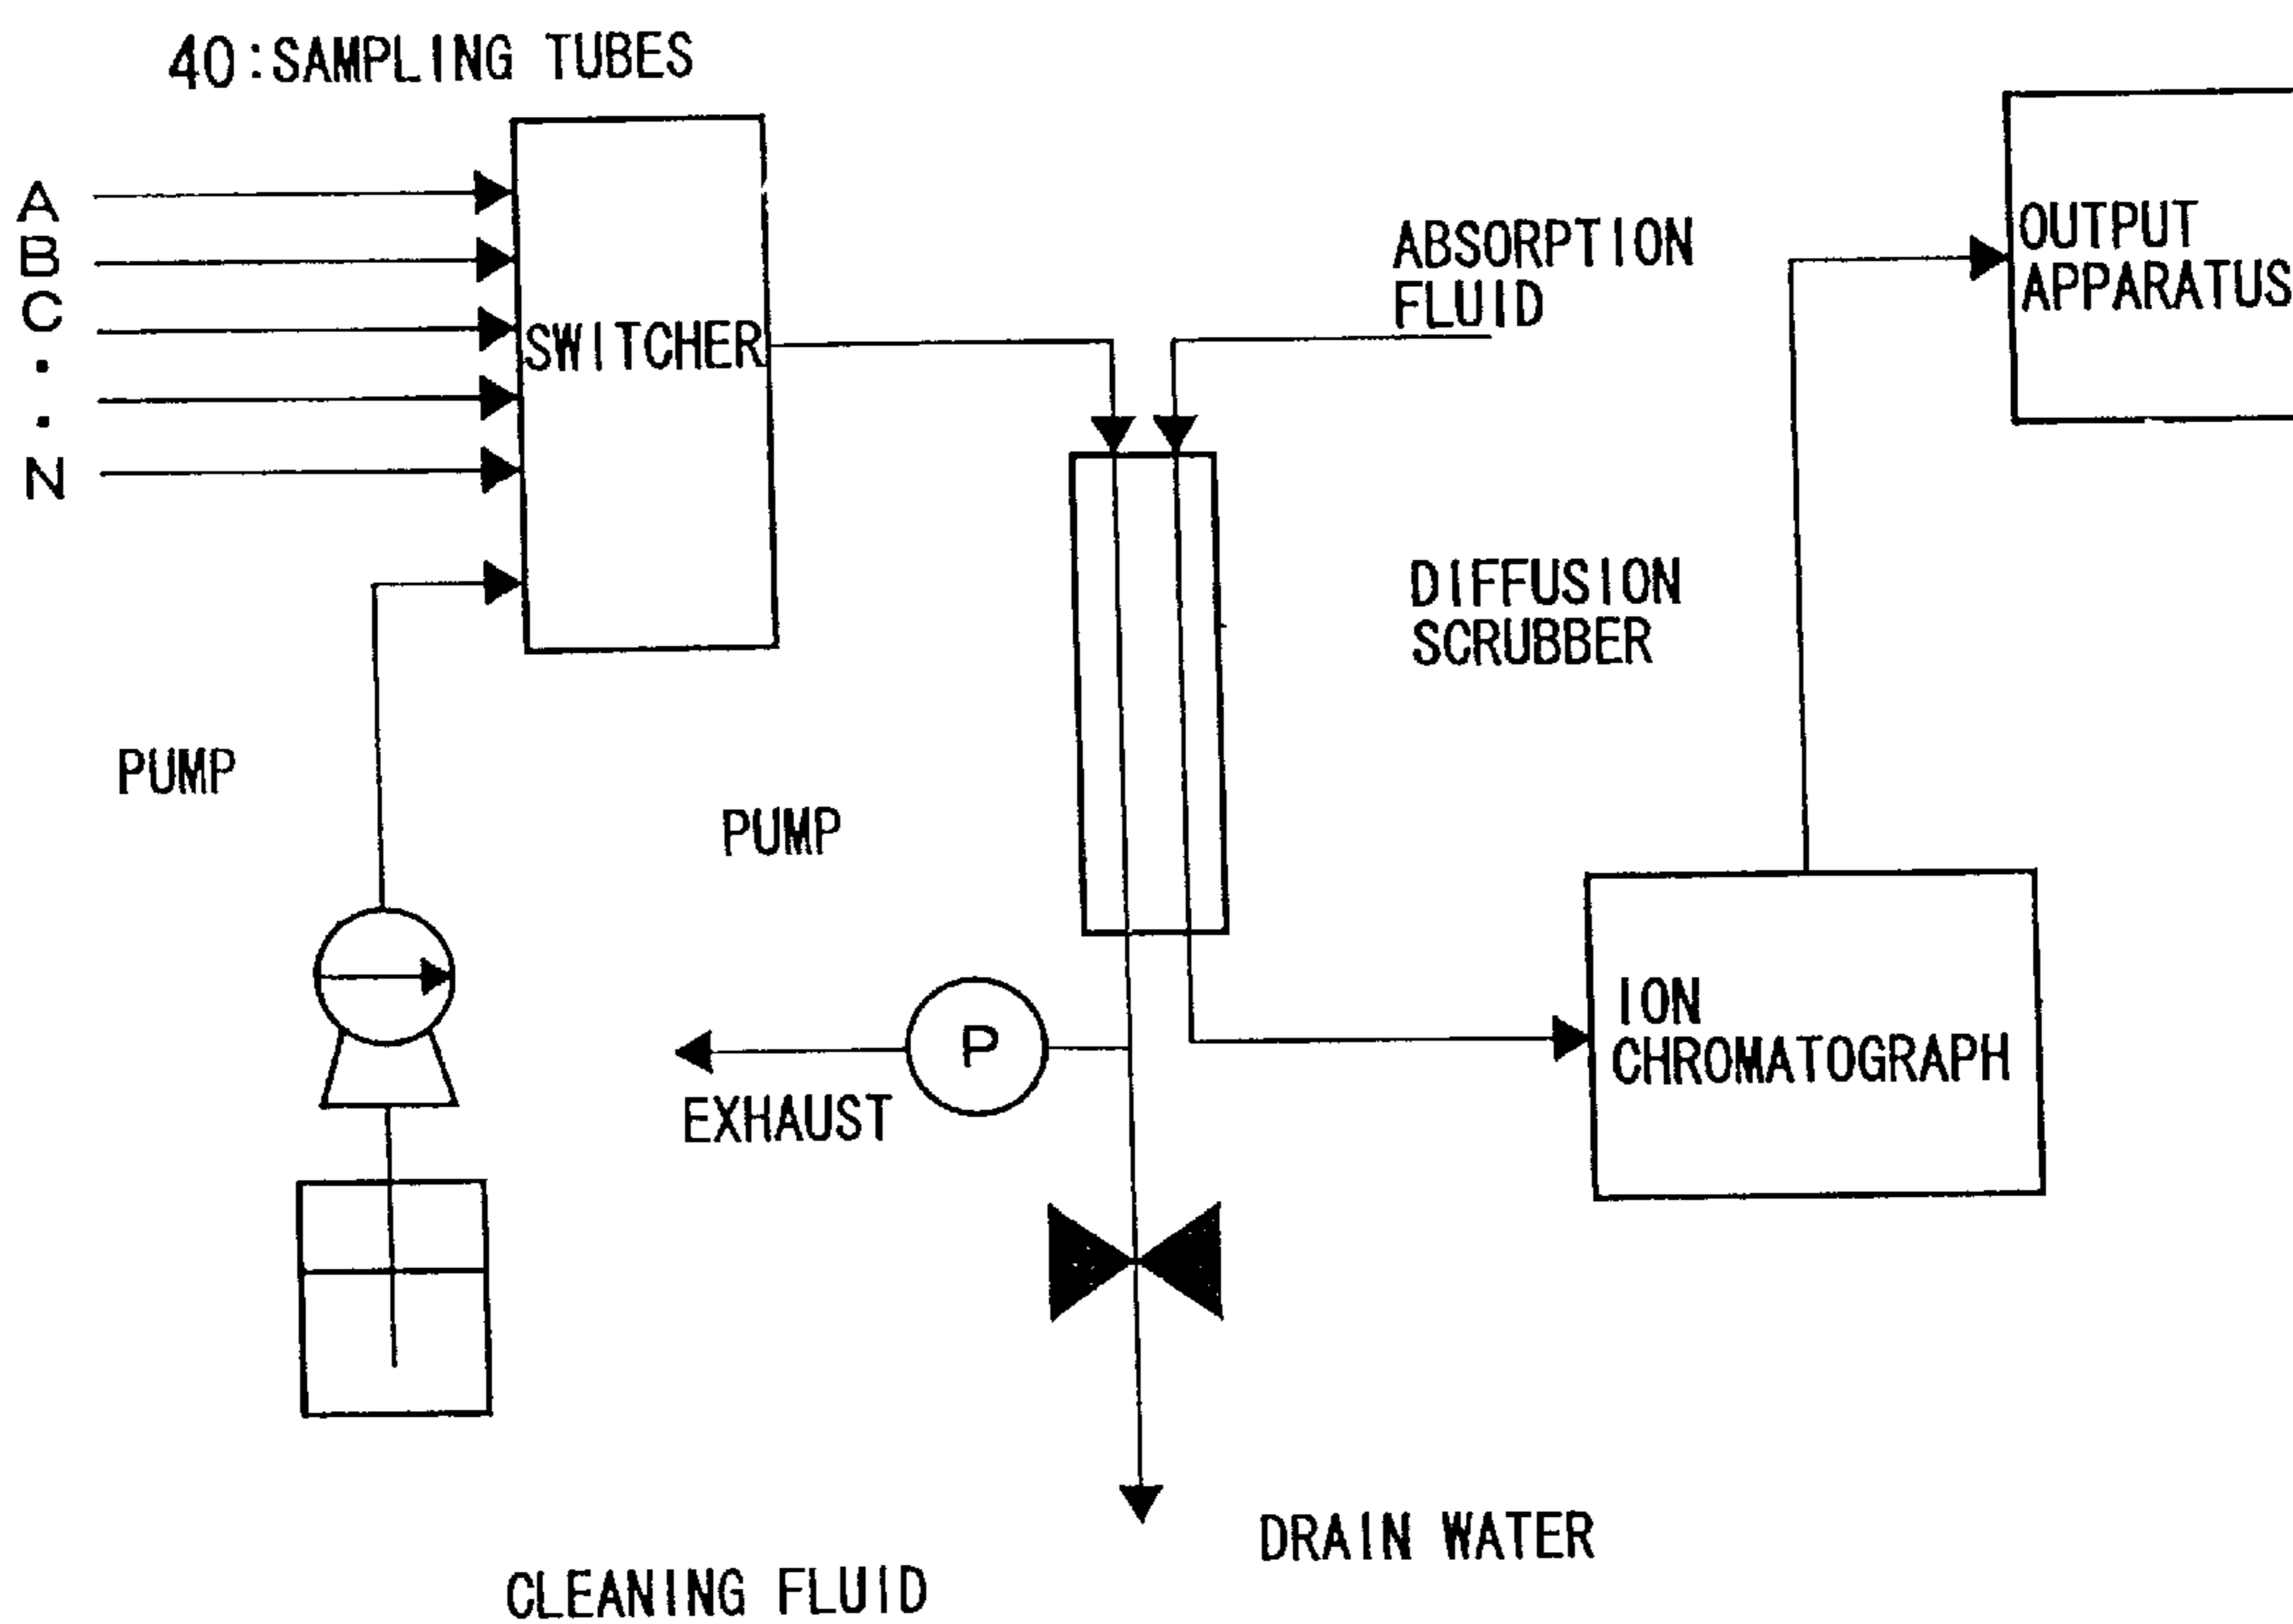 40:SAMPLING TUBES
A
B
C
.
.
N
SWITCHER
ABSORPTION
FLUID
OUTPUT
APPARATUS
DIFFUSION
SCRUBBER
PUMP
PUMP
P
EXHAUST
ION
CHROMATOGRAPH
DRAIN WATER
CLEANING FLUID